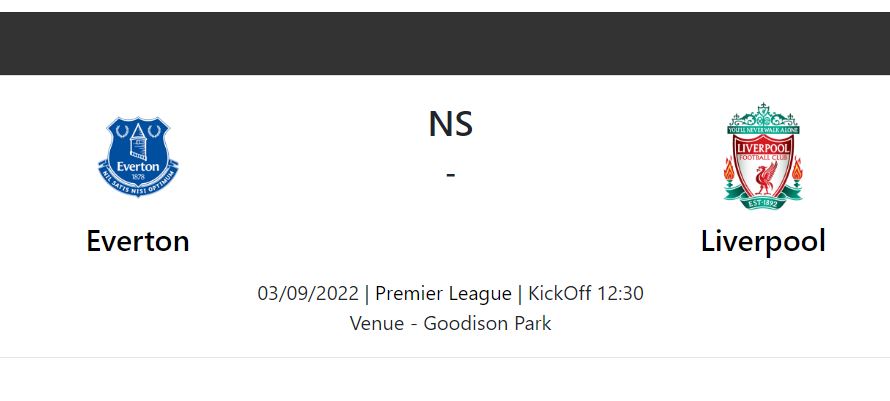 NS
-
Everton
1878
NIL SATIS NISI OPTIMUM
YOU'LL NEVER WALK ALONE
LIVERPOOL
FOOTBALL CLUB
EST·1892
Everton
Liverpool
03/09/2022 | Premier League | KickOff 12:30
Venue - Goodison Park